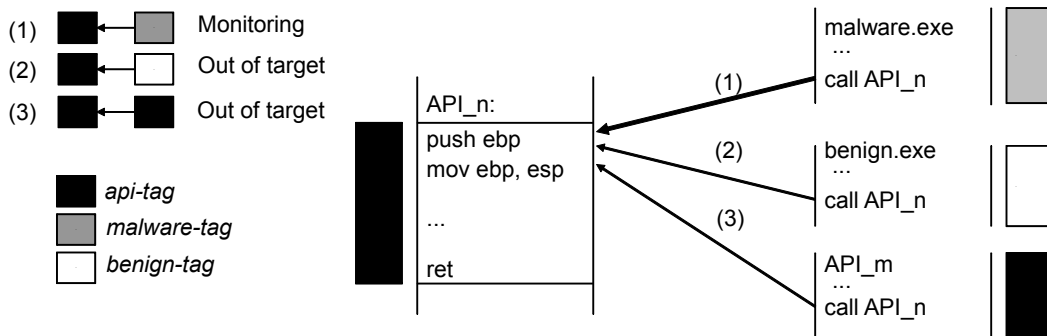 (1) Monitoring
(2) Out of target
(3) Out of target
api-tag
malware-tag
benign-tag
API_n:
push ebp
mov ebp, esp
...
ret
(1)
(2)
(3)
malware.exe
...
call API_n
benign.exe
...
call API_n
API_m
...
call API_n